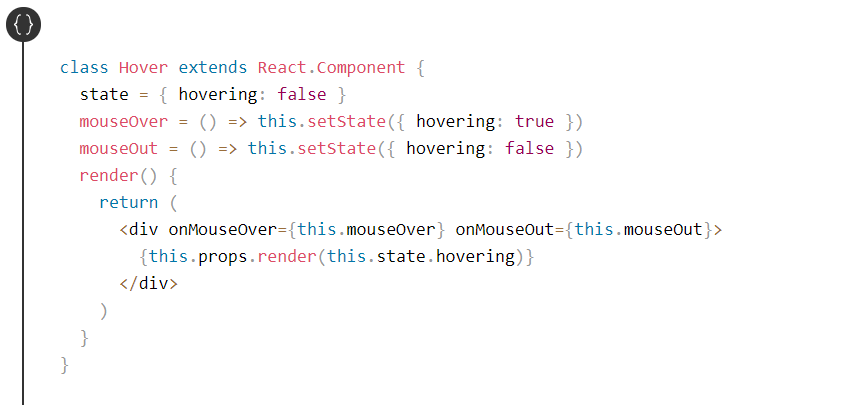 {}
class Hover extends React.Component {
  state = { hovering: false }
  mouseOver = () => this.setState({ hovering: true })
  mouseOut = () => this.setState({ hovering: false })
  render() {
    return (
      <div onMouseOver={this.mouseOver} onMouseOut={this.mouseOut}>
        {this.props.render(this.state.hovering)}
      </div>
    )
  }
}